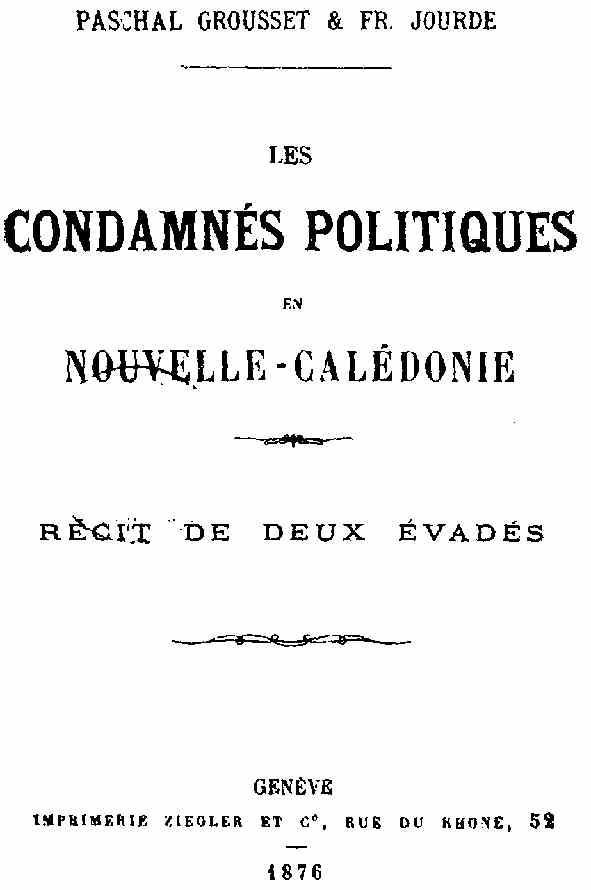 PASCHAL GROUSSET & FR. JOURDE
LES
CONDAMNÉS POLITIQUES
EN
NOUVELLE-CALÉDONIE
RÉCIT DE DEUX ÉVADÉS
GENÈVE
IMPRIMERIE ZIEGLER ET Cº, RUE DU RHONE, 52
1876